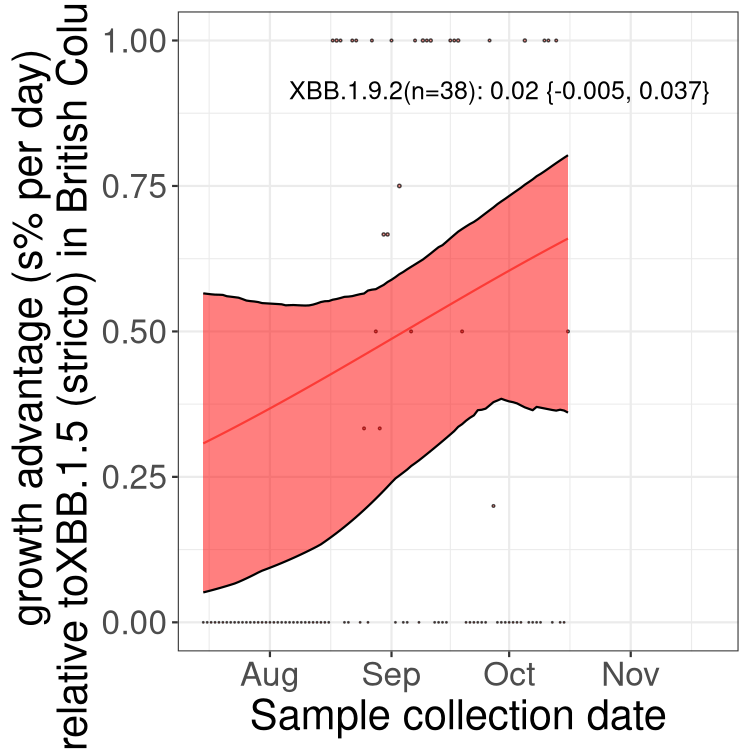 growth advantage (s% per day)
relative toXBB.1.5 (stricto) in British Colu
1.00
0.75
0.50
0.25
0.00
XBB.1.9.2(n=38): 0.02 {-0.005, 0.037}
Aug Sep Oct Nov
Sample collection date